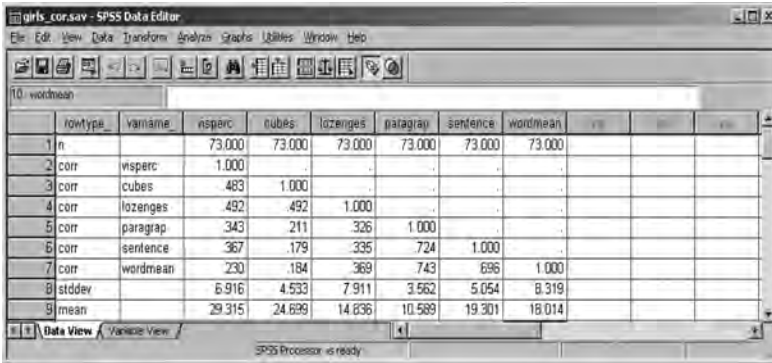 girls_cor.sav - SPSS Data Editor
File Edit View Data Transform Analyze Graphs Utilities Window Help
10 : wordmean
rowtype_ varname_ visperc cubes lozenges paragrap sentence wordmean var var var
1 n 73.000 73.000 73.000 73.000 73.000 73.000
2 corr visperc 1.000 . . . . .
3 corr cubes .483 1.000 . . . .
4 corr lozenges .492 .492 1.000 . . .
5 corr paragrap .343 .211 .326 1.000 . .
6 corr sentence .367 .179 .335 .724 1.000 .
7 corr wordmean .230 .184 .369 .743 .696 1.000
8 stddev 6.916 4.533 7.911 3.562 5.054 8.319
9 mean 29.315 24.699 14.836 10.589 19.301 18.014
Data View Variable View
SPSS Processor is ready